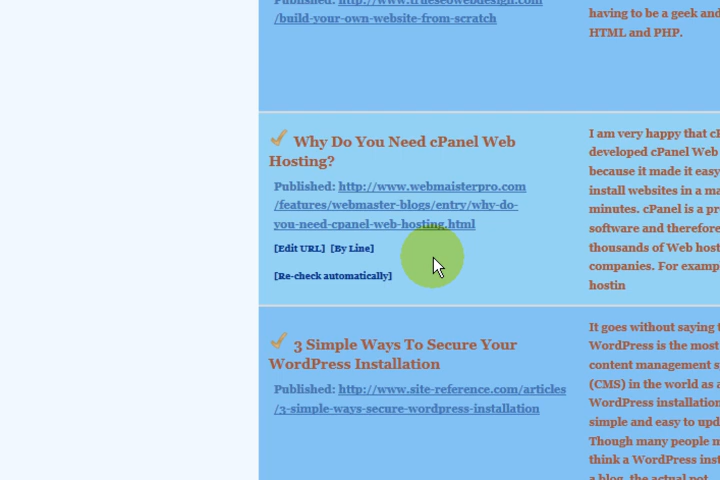 Published: http://www.trueseowebdesign.com
/build-your-own-website-from-scratch
having to be a geek and
HTML and PHP.
Why Do You Need cPanel Web
Hosting?
Published: http://www.webmaisterpro.com
/features/webmaster-blogs/entry/why-do-
you-need-cpanel-web-hosting.html
[Edit URL] [By Line]
[Re-check automatically]
I am very happy that cP
developed cPanel Web
because it made it easy
install websites in a ma
minutes. cPanel is a pr
software and therefore
thousands of Web host
companies. For examp
hostin
3 Simple Ways To Secure Your
WordPress Installation
Published: http://www.site-reference.com/articles
/3-simple-ways-secure-wordpress-installation
It goes without saying t
WordPress is the most
content management s
(CMS) in the world as a
WordPress installation
simple and easy to upd
Though many people m
think a WordPress inst
a blog, the actual pot